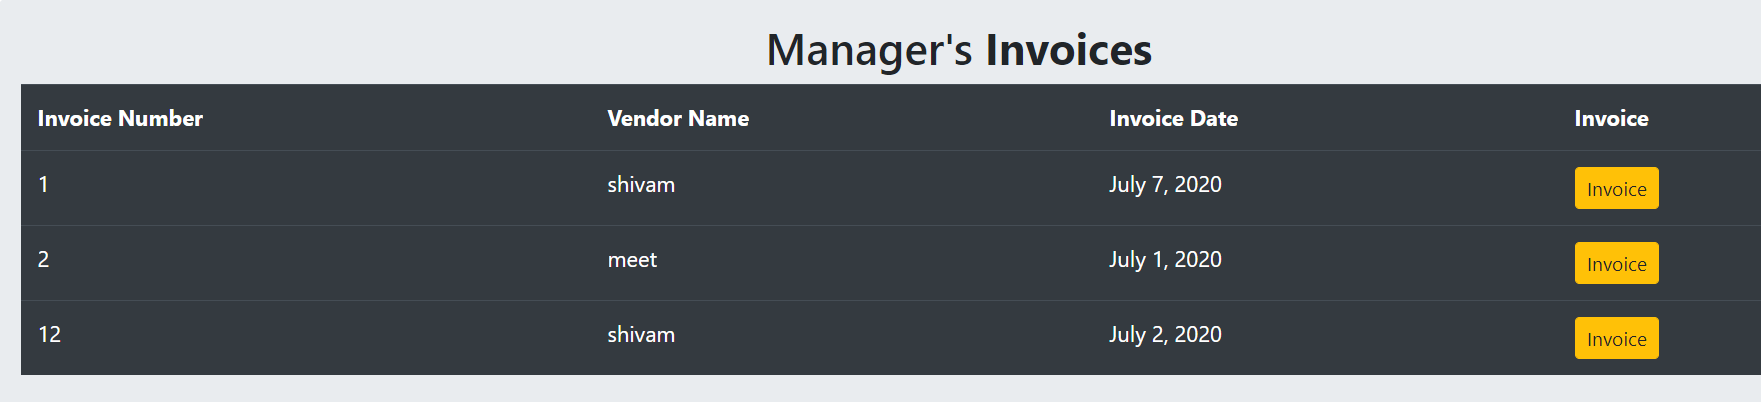 Manager's Invoices
Invoice Number Vendor Name Invoice Date Invoice
1 shivam July 7, 2020 Invoice
2 meet July 1, 2020 Invoice
12 shivam July 2, 2020 Invoice